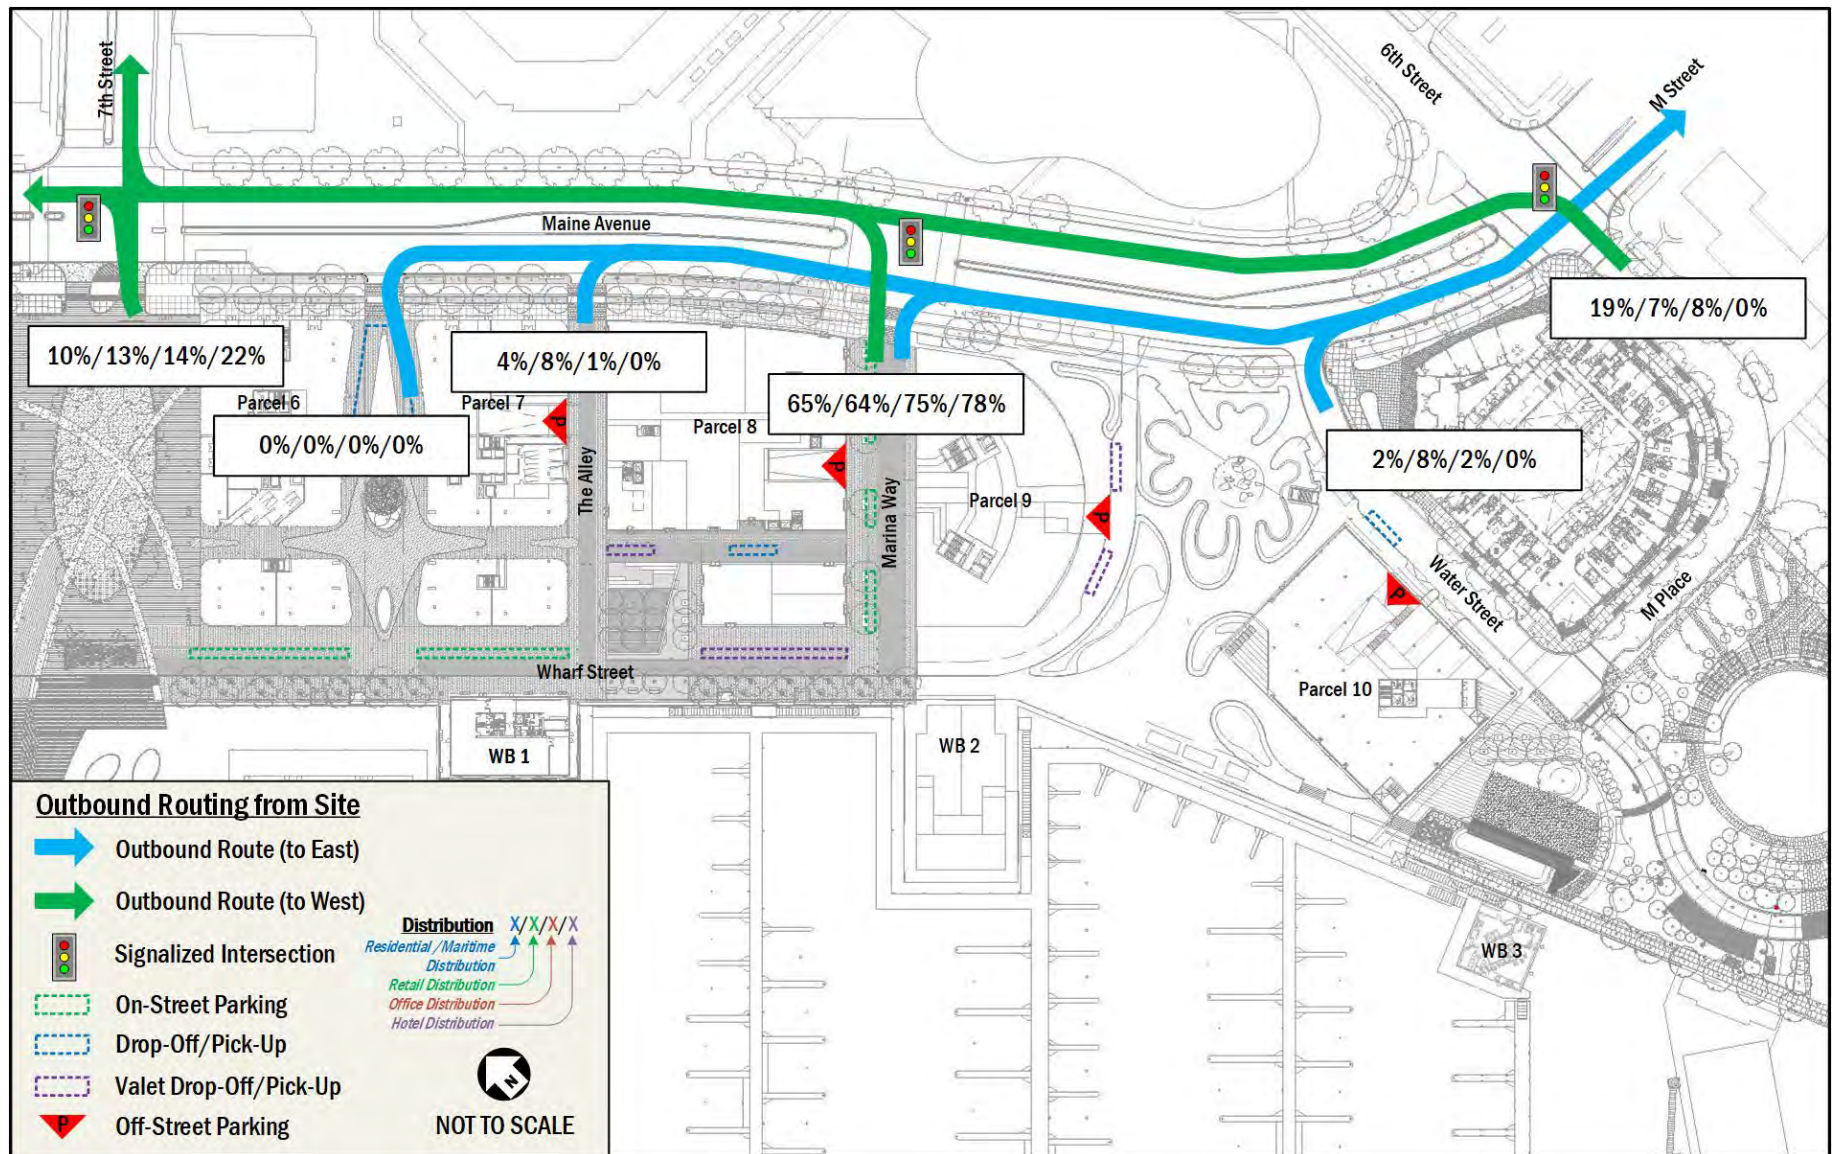 7th Street
6th Street
M Street
Maine Avenue
10%/13%/14%/22%
4%/8%/1%/0%
65%/64%/75%/78%
19%/7%/8%/0%
Parcel 6
0%/0%/0%/0%
Parcel 7
P
The Alley
Parcel 8
P
Marina Way
Parcel 9
P
2%/8%/2%/0%
P
Water Street
M Place
Wharf Street
Parcel 10
WB 1
WB 2
WB 3
Outbound Routing from Site
Outbound Route (to East)
Outbound Route (to West)
Signalized Intersection
On-Street Parking
Drop-Off/Pick-Up
Valet Drop-Off/Pick-Up
P
Off-Street Parking
Distribution X/X/X/X
Residential /Maritime
Distribution
Retail Distribution
Office Distribution
Hotel Distribution
N
NOT TO SCALE